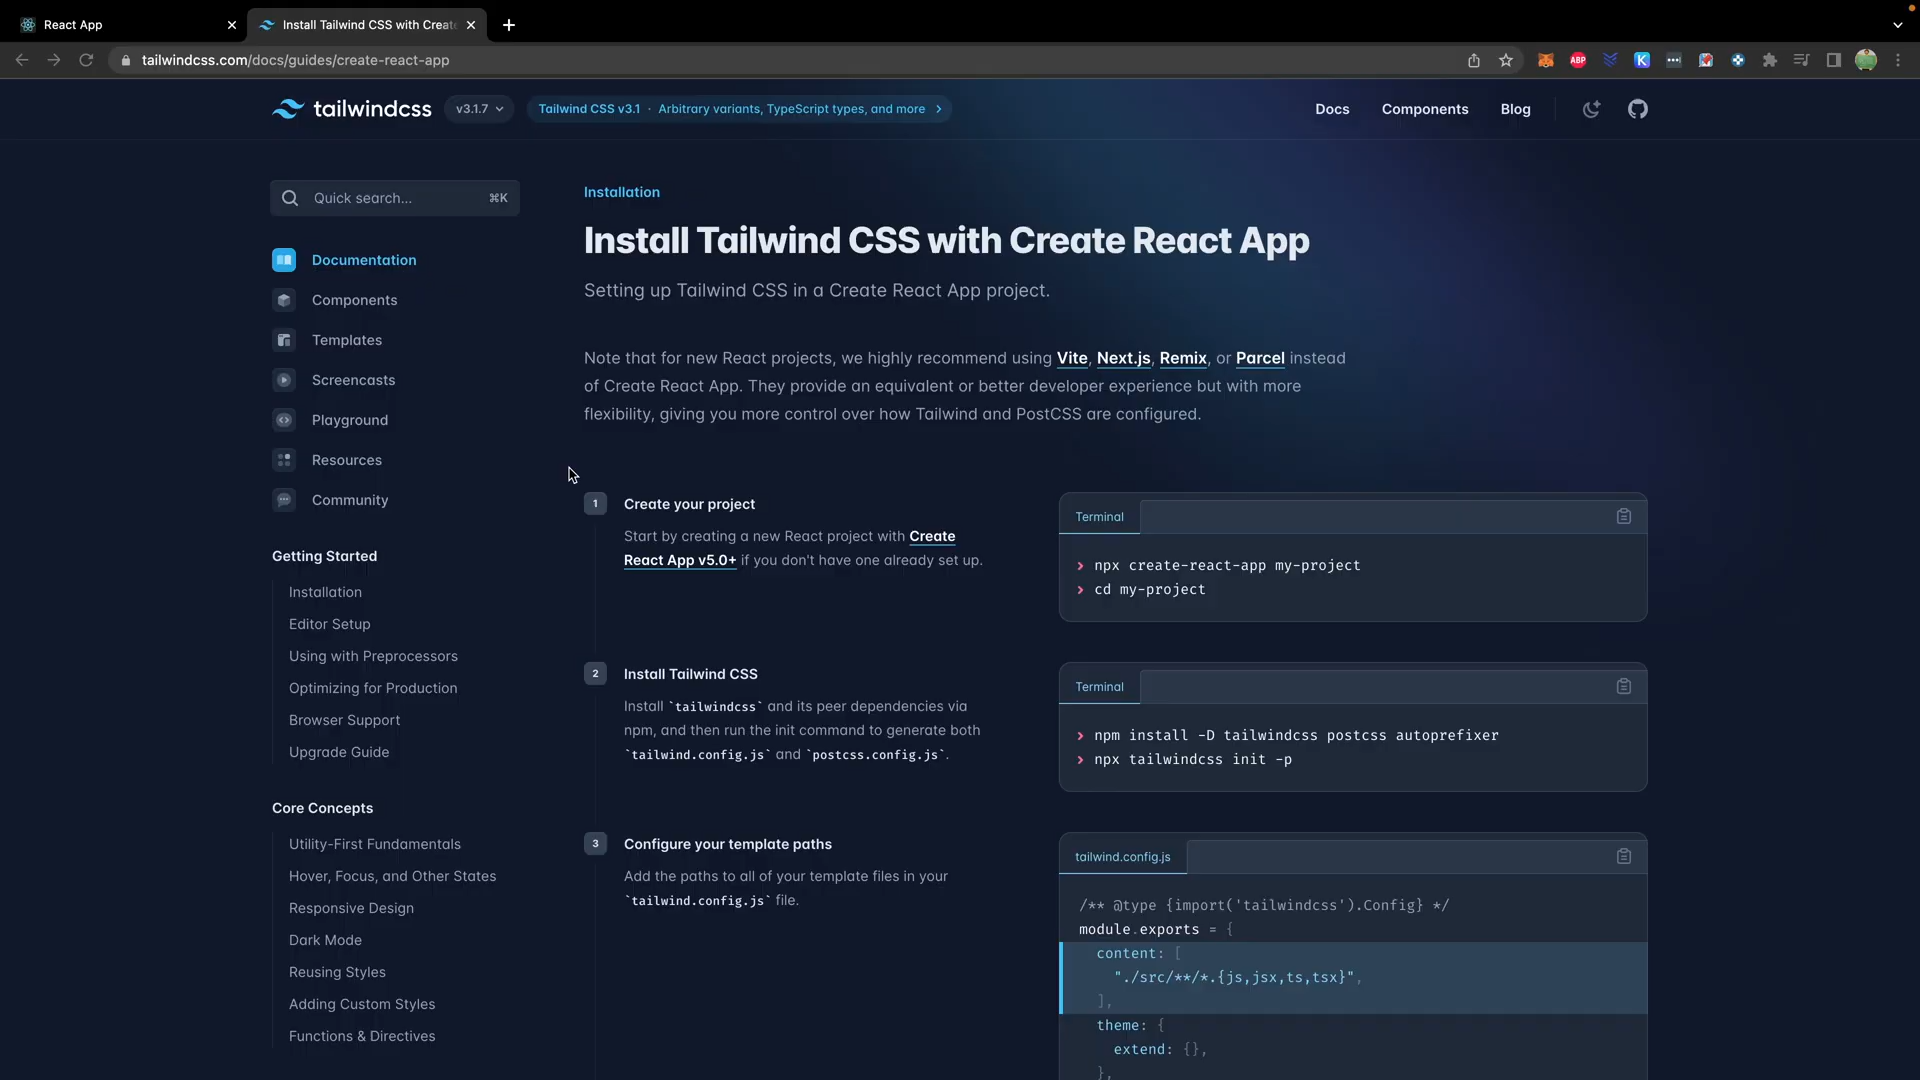 React App
Install Tailwind CSS with Creat
tailwindcss.com/docs/guides/create-react-app
ABP
K
tailwindcss
v3.1.7
Tailwind CSS v3.1 · Arbitrary variants, TypeScript types, and more
Docs
Components
Blog
Quick search...
⌘K
Documentation
Components
Templates
Screencasts
Playground
Resources
Community
Getting Started
Installation
Editor Setup
Using with Preprocessors
Optimizing for Production
Browser Support
Upgrade Guide
Core Concepts
Utility-First Fundamentals
Hover, Focus, and Other States
Responsive Design
Dark Mode
Reusing Styles
Adding Custom Styles
Functions & Directives
Installation
Install Tailwind CSS with Create React App
Setting up Tailwind CSS in a Create React App project.
Note that for new React projects, we highly recommend using Vite, Next.js, Remix, or Parcel instead
of Create React App. They provide an equivalent or better developer experience but with more
flexibility, giving you more control over how Tailwind and PostCSS are configured.
1
Create your project
Start by creating a new React project with Create
React App v5.0+ if you don't have one already set up.
Terminal
> npx create-react-app my-project
> cd my-project
2
Install Tailwind CSS
Install `tailwindcss` and its peer dependencies via
npm, and then run the init command to generate both
`tailwind.config.js` and `postcss.config.js`.
Terminal
> npm install -D tailwindcss postcss autoprefixer
> npx tailwindcss init -p
3
Configure your template paths
Add the paths to all of your template files in your
`tailwind.config.js` file.
tailwind.config.js
/** @type {import('tailwindcss').Config} */
module.exports = {
content: [
"./src/**/*.{js,jsx,ts,tsx}",
],
theme: {
extend: {},
},